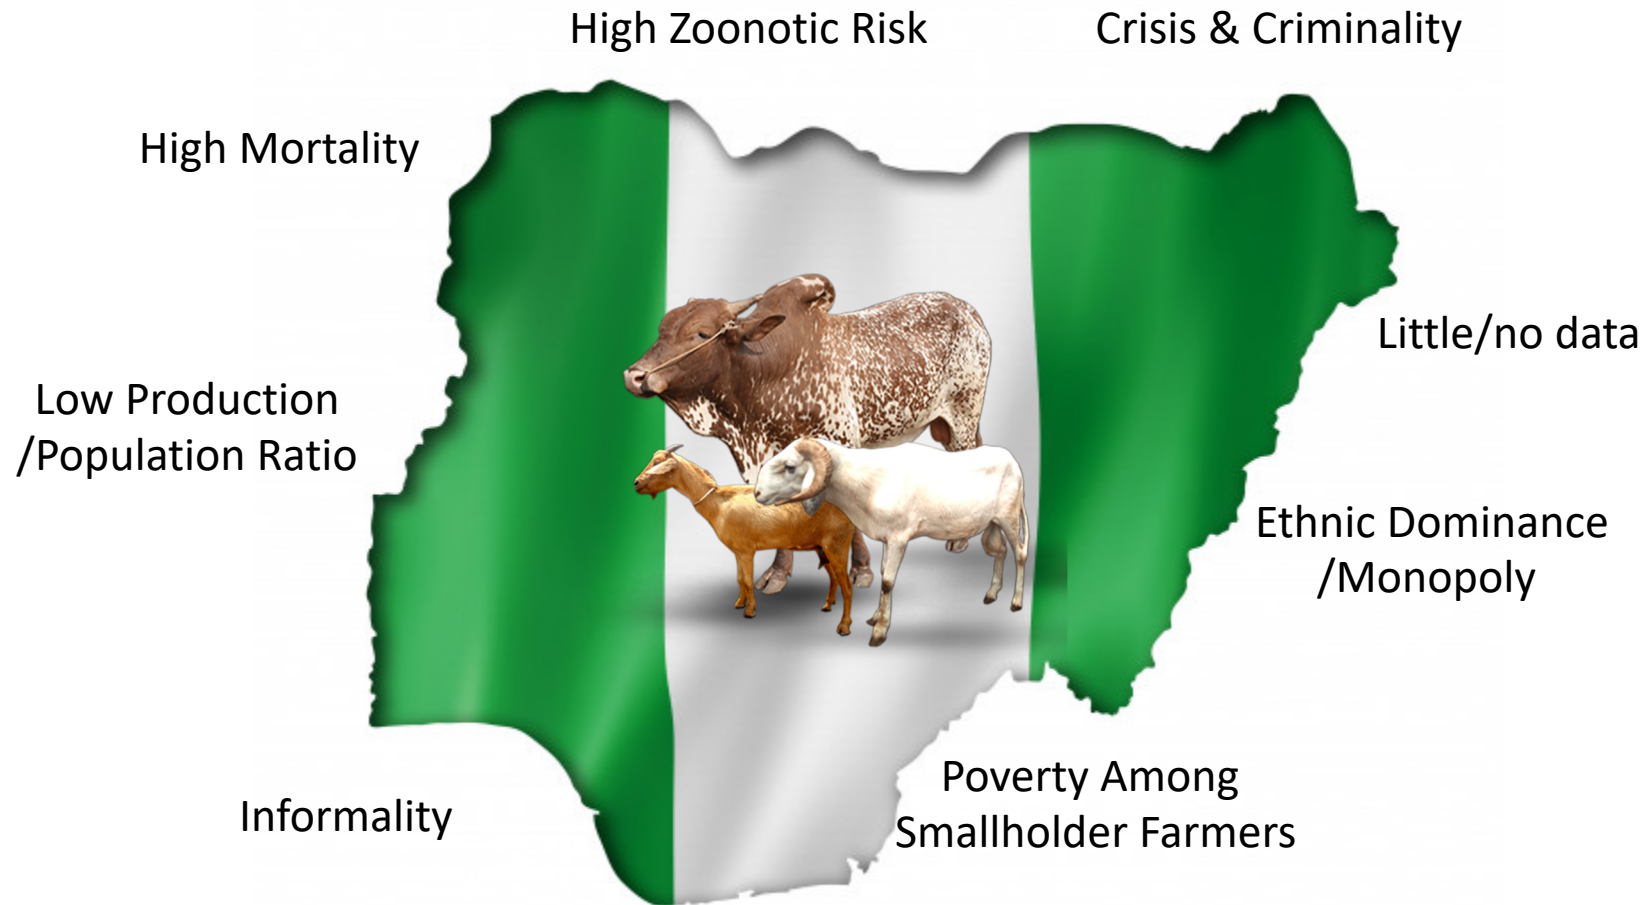 High Zoonotic Risk
Crisis & Criminality
High Mortality
Little/no data
Low Production
/Population Ratio
Ethnic Dominance
/Monopoly
Poverty Among
Smallholder Farmers
Informality